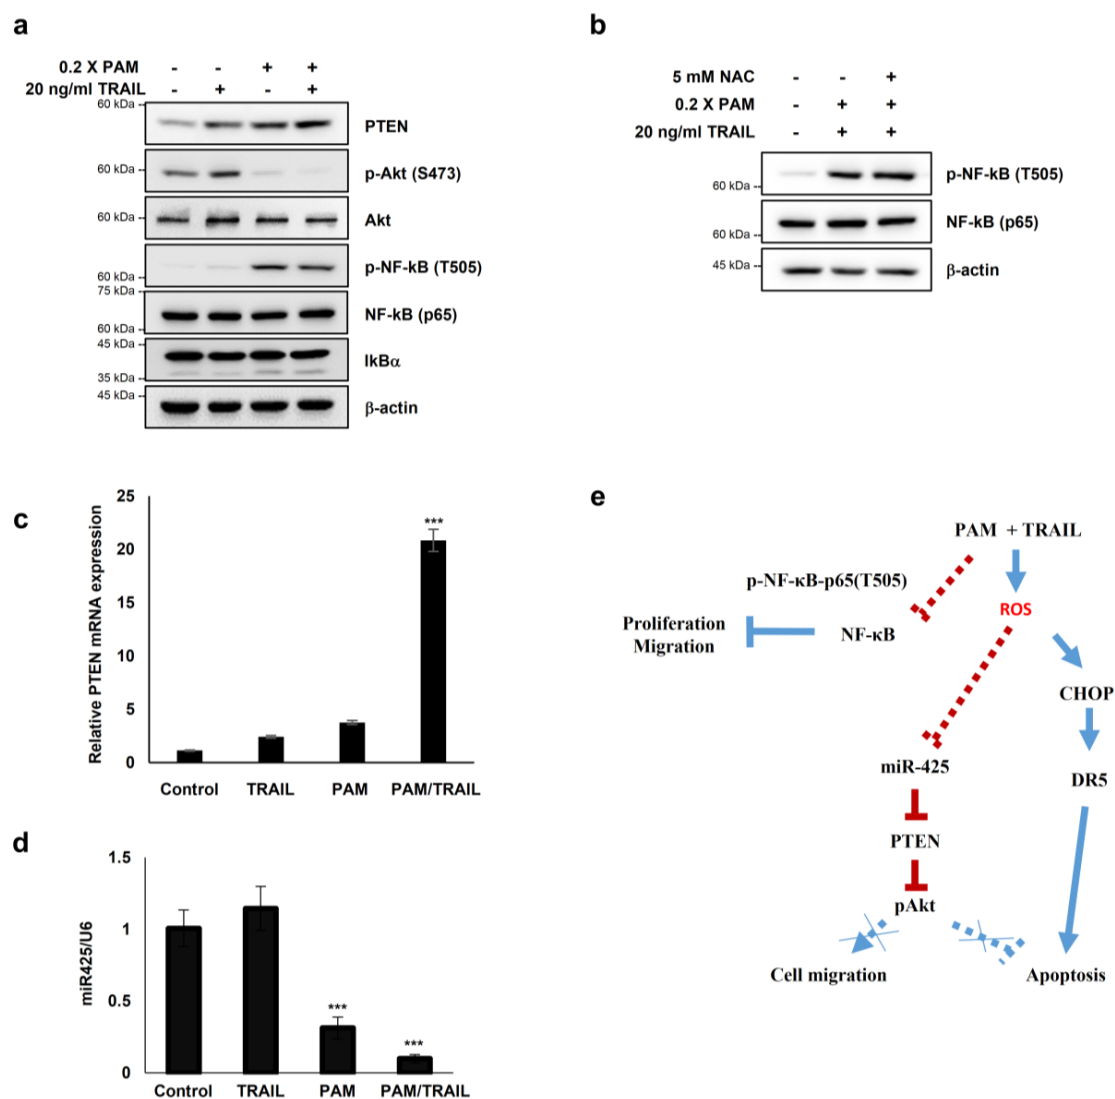 a
0.2 X PAM - - + +
20 ng/ml TRAIL - + - +
60 kDa
PTEN
60 kDa
p-Akt (S473)
60 kDa
Akt
60 kDa
p-NF-kB (T505)
75 kDa
60 kDa
NF-kB (p65)
45 kDa
35 kDa
IkBα
45 kDa
β-actin
b
5 mM NAC - - +
0.2 X PAM - + +
20 ng/ml TRAIL - + +
60 kDa
p-NF-kB (T505)
60 kDa
NF-kB (p65)
45 kDa
β-actin
c
Relative PTEN mRNA expression
25
20
15
10
5
0
***
Control TRAIL PAM PAM/TRAIL
d
miR425/U6
1.5
1
0.5
0
***
***
Control TRAIL PAM PAM/TRAIL
e
PAM + TRAIL
p-NF-κB-p65(T505)
ROS
Proliferation
Migration
NF-κB
CHOP
miR-425
DR5
PTEN
pAkt
Cell migration
Apoptosis